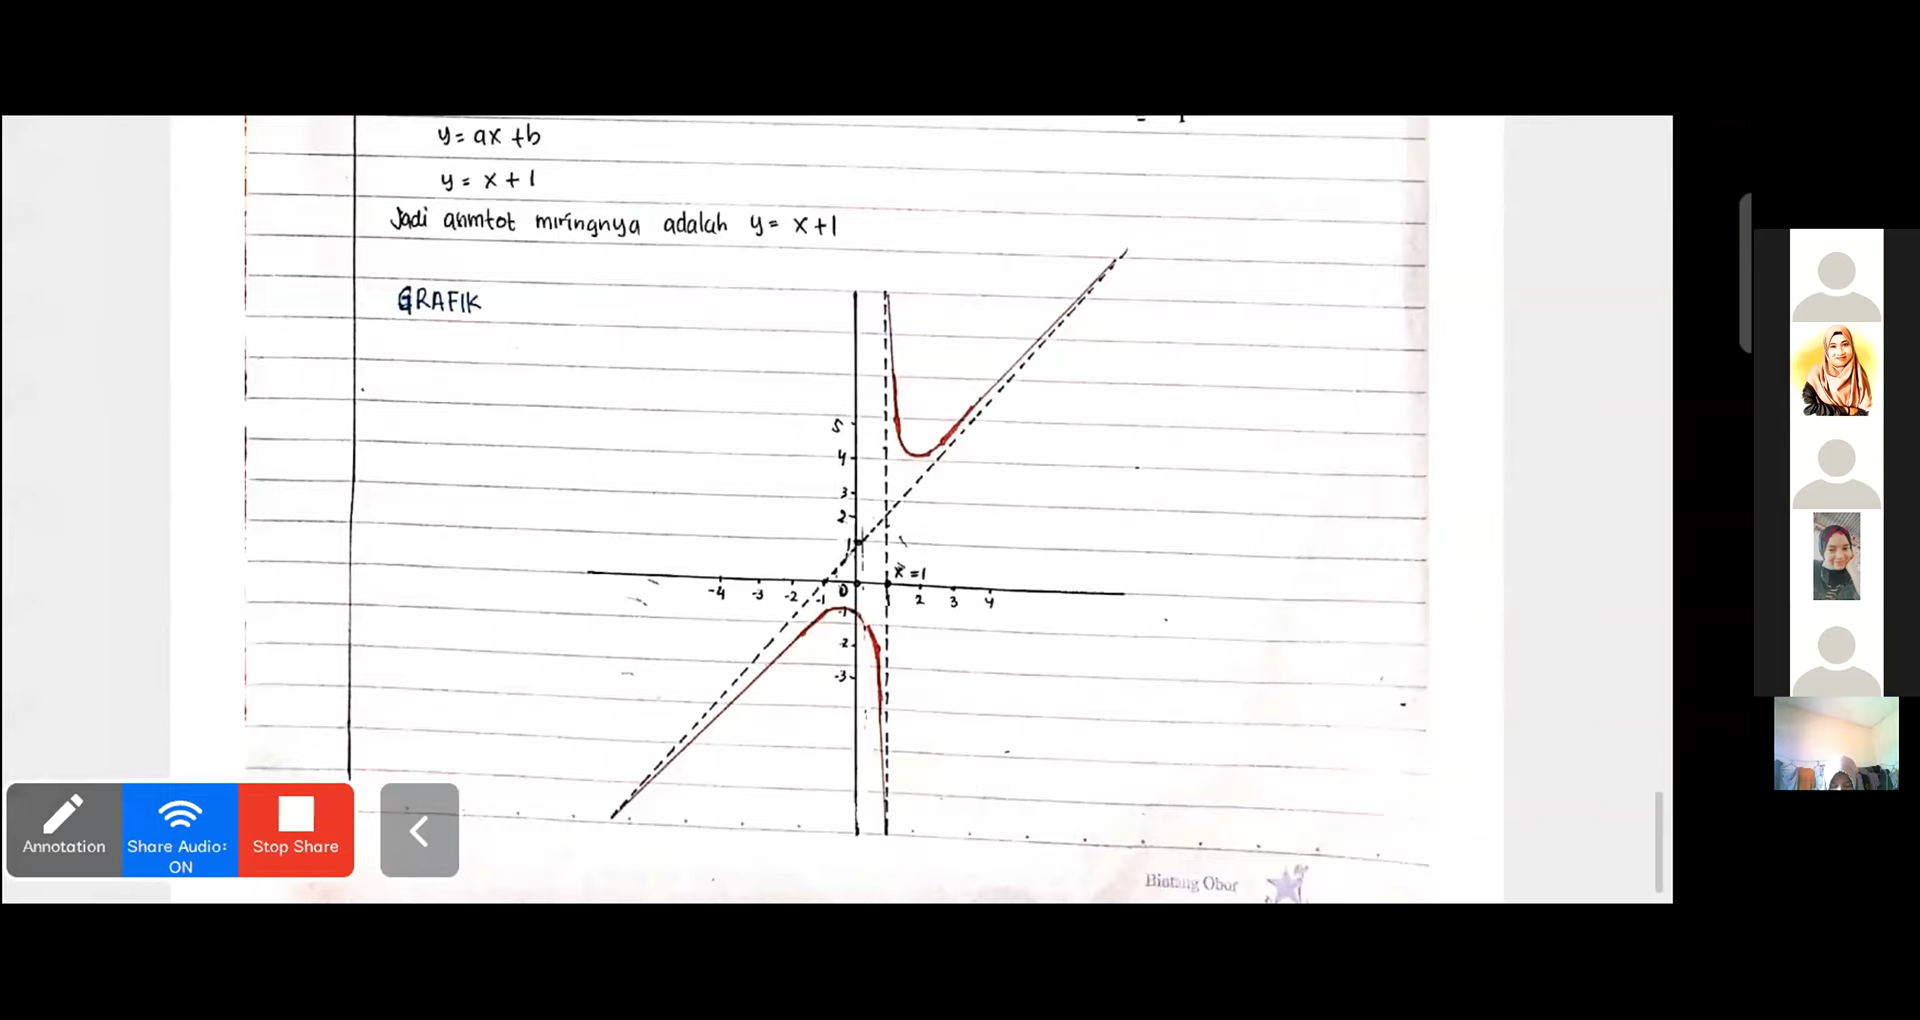 y = ax + b
y = x + 1
Jadi asimtot miringnya adalah y = x + 1
GRAFIK
5
4
3
2
1
x = 1
-4 -3 -2 -1 0 2 3 4
-1
-2
-3
Annotation
Share Audio: ON
Stop Share
Bintang Obor